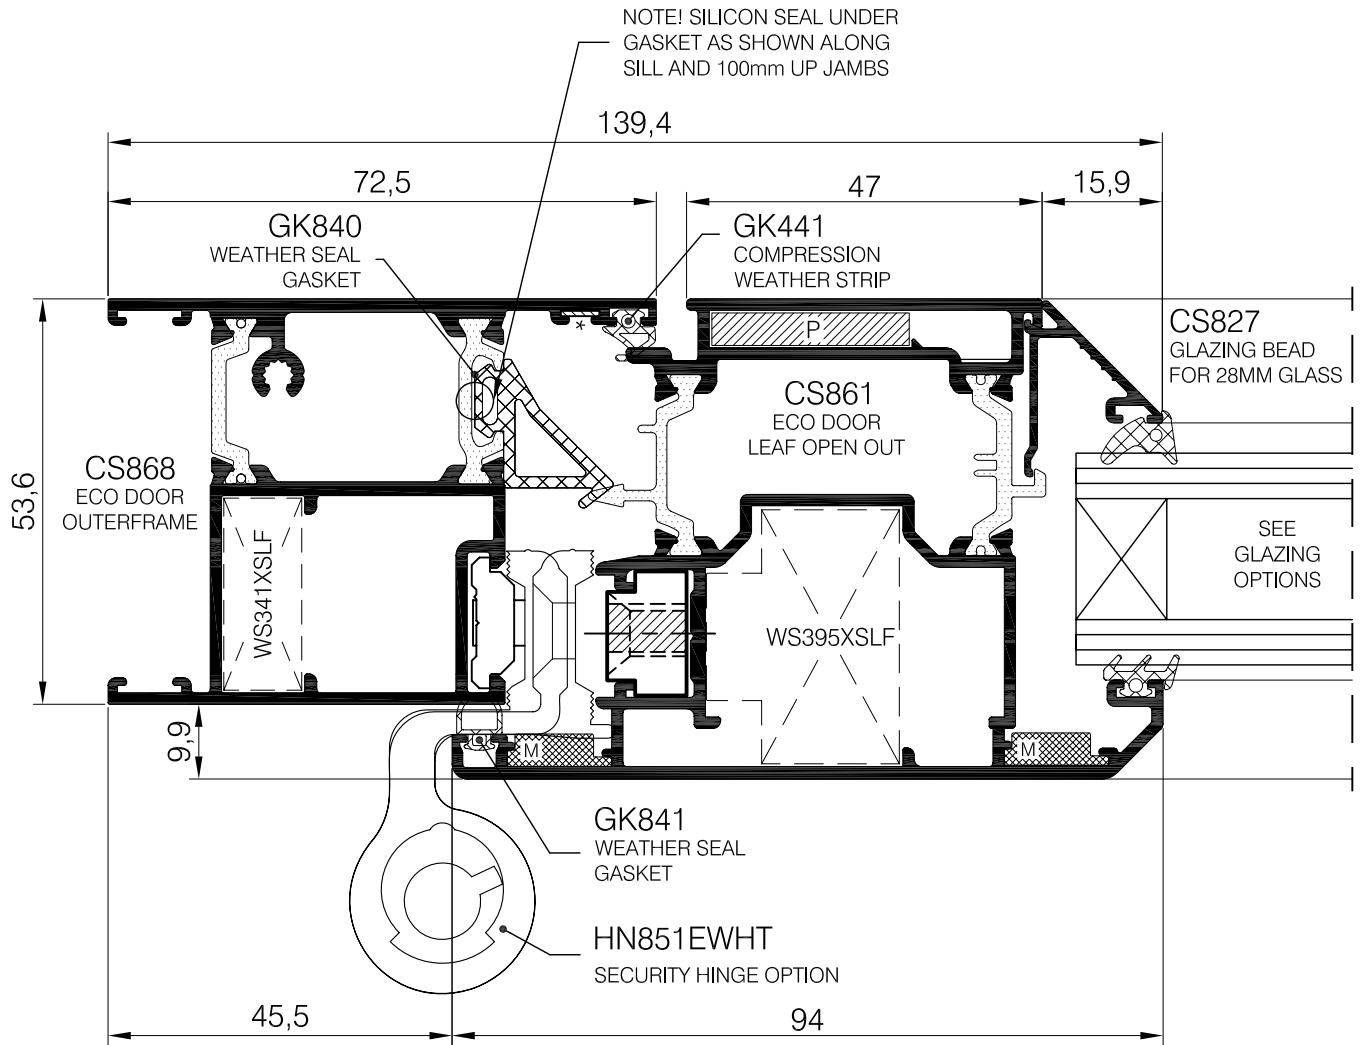 NOTE! SILICON SEAL UNDER
GASKET AS SHOWN ALONG
SILL AND 100mm UP JAMBS
139,4
72,5
47
15,9
GK840
WEATHER SEAL
GASKET
GK441
COMPRESSION
WEATHER STRIP
*
P
CS827
GLAZING BEAD
FOR 28MM GLASS
CS861
ECO DOOR
LEAF OPEN OUT
CS868
ECO DOOR
OUTERFRAME
53,6
SEE
GLAZING
OPTIONS
WS341XSLF
WS395XSLF
9,9
M
M
GK841
WEATHER SEAL
GASKET
HN851EWHT
SECURITY HINGE OPTION
45,5
94